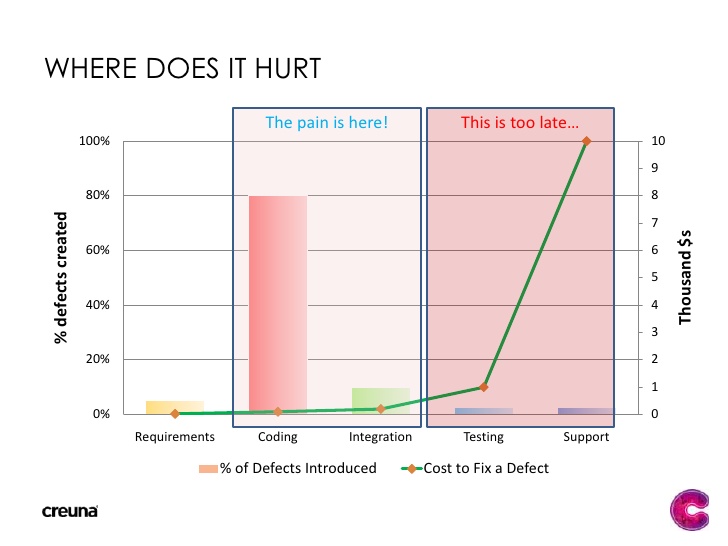 WHERE DOES IT HURT
The pain is here!
This is too late...
% defects created
100%
80%
60%
40%
20%
0%
10
9
8
7
6
5
4
3
2
1
0
Thousand $s
Requirements
Coding
Integration
Testing
Support
% of Defects Introduced
Cost to Fix a Defect
creuna
C